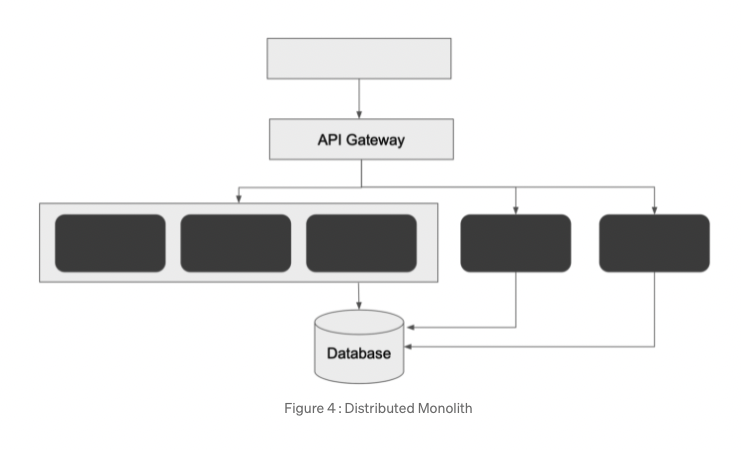 API Gateway
Database
Figure 4 : Distributed Monolith